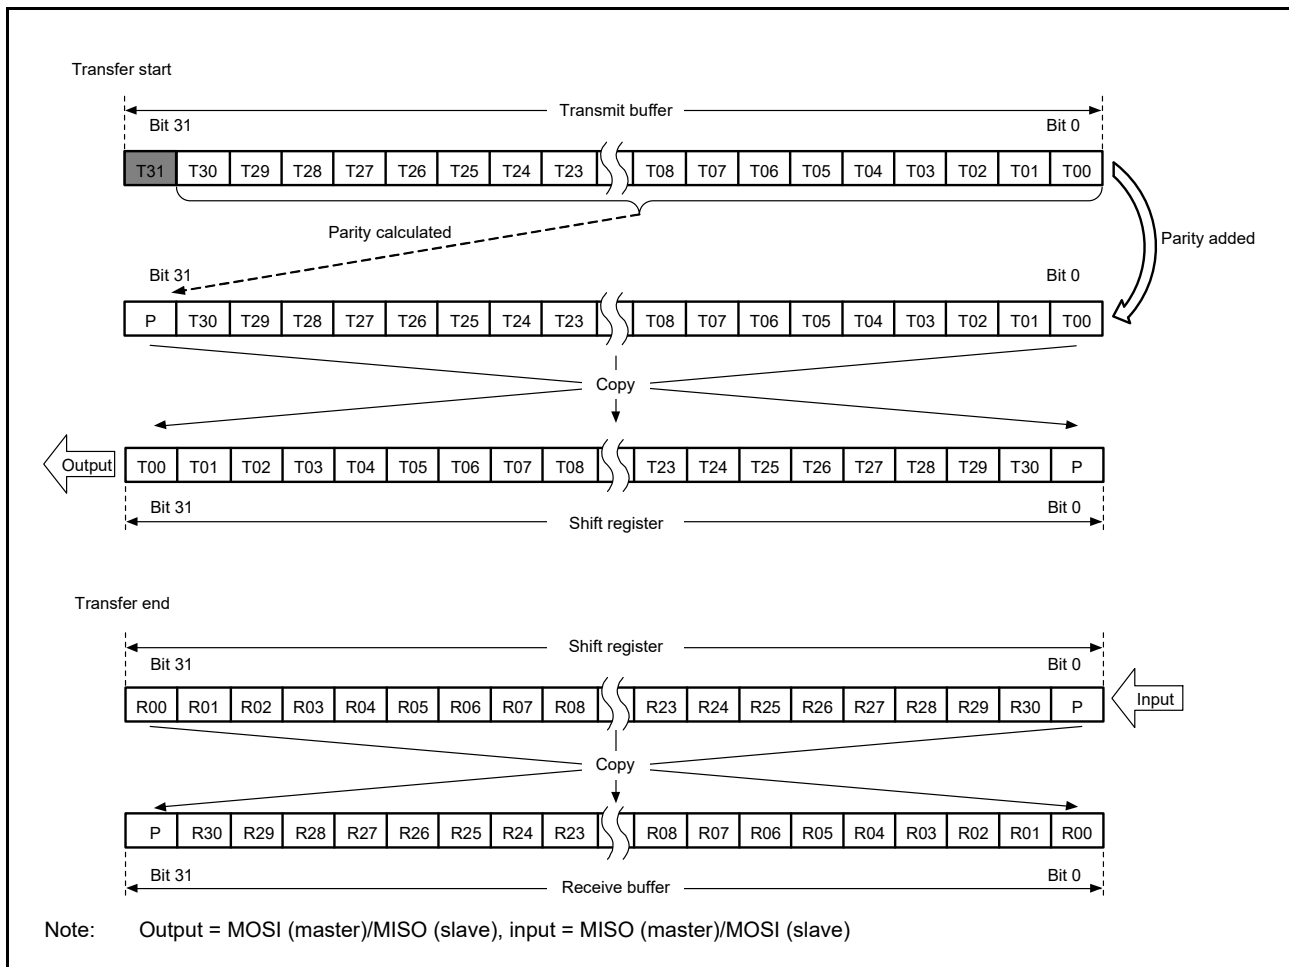 Transfer start
Transmit buffer
Bit 31 Bit 0
T31 T30 T29 T28 T27 T26 T25 T24 T23 T08 T07 T06 T05 T04 T03 T02 T01 T00
Parity calculated
Parity added
Bit 31 Bit 0
P T30 T29 T28 T27 T26 T25 T24 T23 T08 T07 T06 T05 T04 T03 T02 T01 T00
Copy
Output T00 T01 T02 T03 T04 T05 T06 T07 T08 T23 T24 T25 T26 T27 T28 T29 T30 P
Bit 31 Bit 0
Shift register
Transfer end
Shift register
Bit 31 Bit 0
R00 R01 R02 R03 R04 R05 R06 R07 R08 R23 R24 R25 R26 R27 R28 R29 R30 P Input
Copy
P R30 R29 R28 R27 R26 R25 R24 R23 R08 R07 R06 R05 R04 R03 R02 R01 R00
Bit 31 Bit 0
Receive buffer
Note: Output = MOSI (master)/MISO (slave), input = MISO (master)/MOSI (slave)